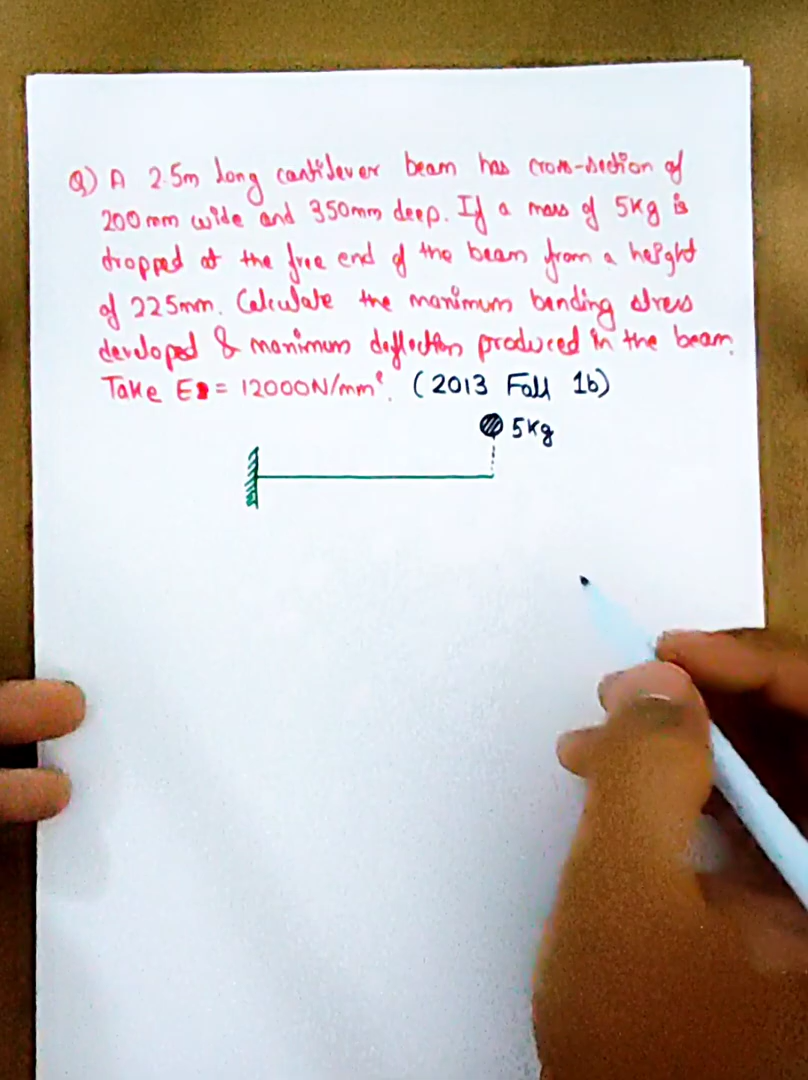 Q) A 2.5m long cantilever beam has cross-section of
200mm wide and 350mm deep. If a mass of 5Kg is
dropped at the free end of the beam from a height
of 225mm. Calculate the maximum bending stress
developed & maximum deflection produced in the beam.
Take E = 12000N/mm². (2013 Fall 1b)
5Kg